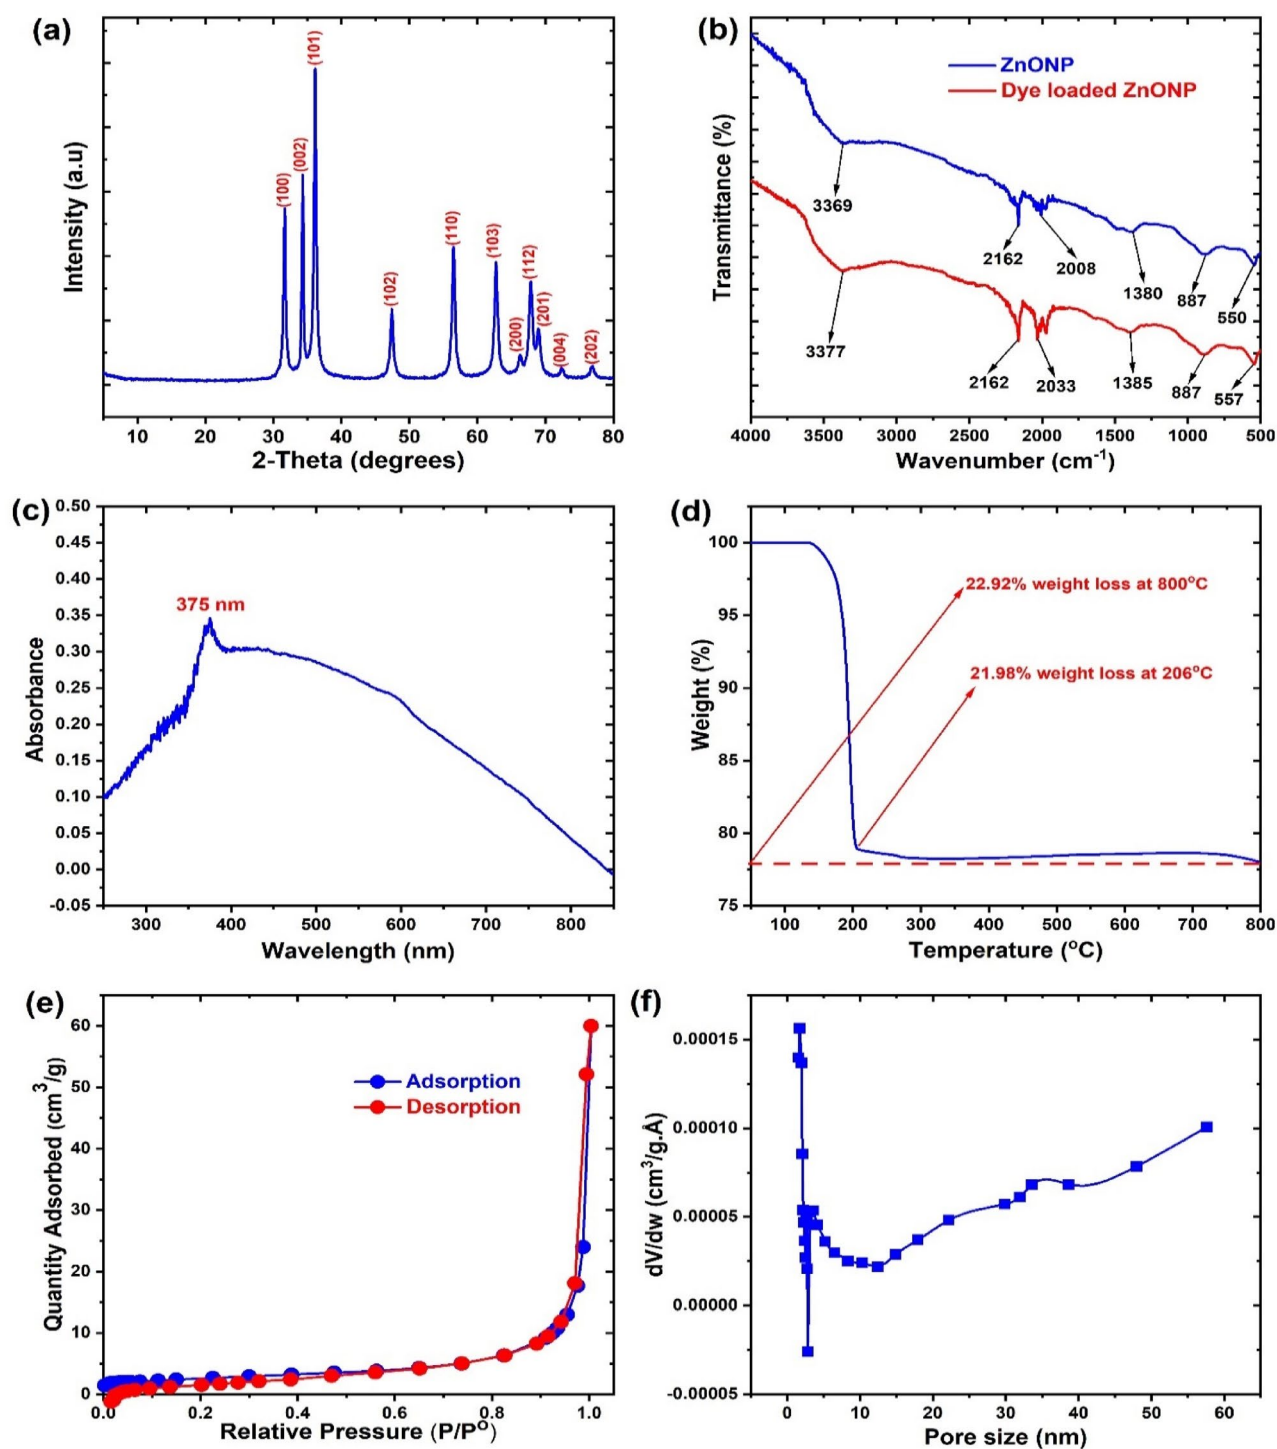 (a)
(100)
(002)
(101)
(102)
(110)
(103)
(200)
(112)
(201)
(004)
(202)
Intensity (a.u)
10 20 30 40 50 60 70 80
2-Theta (degrees)
(b)
ZnONP
Dye loaded ZnONP
3369
2162
2008
1380
887
550
3377
2162
2033
1385
887
557
Transmittance (%)
4000 3500 3000 2500 2000 1500 1000 500
Wavenumber (cm⁻¹)
(c)
0.50
0.45
0.40
0.35
0.30
0.25
0.20
0.15
0.10
0.05
0.00
-0.05
375 nm
Absorbance
300 400 500 600 700 800
Wavelength (nm)
(d)
100
95
90
85
80
75
22.92% weight loss at 800°C
21.98% weight loss at 206°C
Weight (%)
100 200 300 400 500 600 700 800
Temperature (°C)
(e)
60
50
40
30
20
10
0
Adsorption
Desorption
Quantity Adsorbed (cm³/g)
0.0 0.2 0.4 0.6 0.8 1.0
Relative Pressure (P/P⁰)
(f)
0.00015
0.00010
0.00005
0.00000
-0.00005
dV/dw (cm³/g.Å)
0 10 20 30 40 50 60
Pore size (nm)